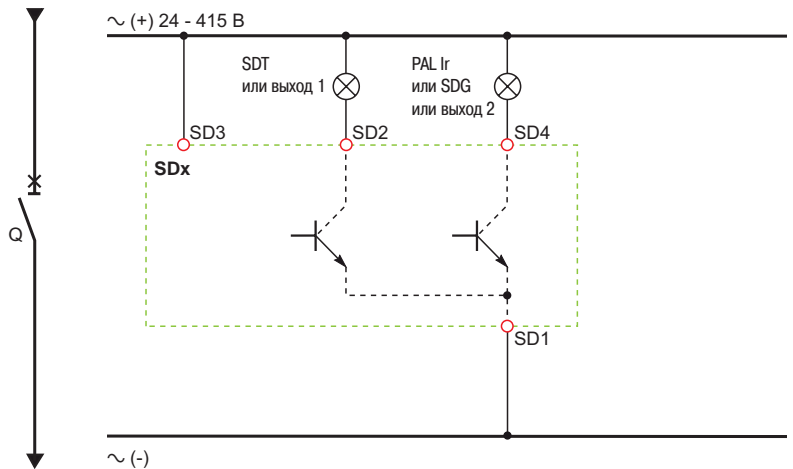 ∼ (+) 24 - 415 В
SDT
или выход 1
PAL Ir
или SDG
или выход 2
SD3
SD2
SD4
SDx
Q
SD1
∼ (-)